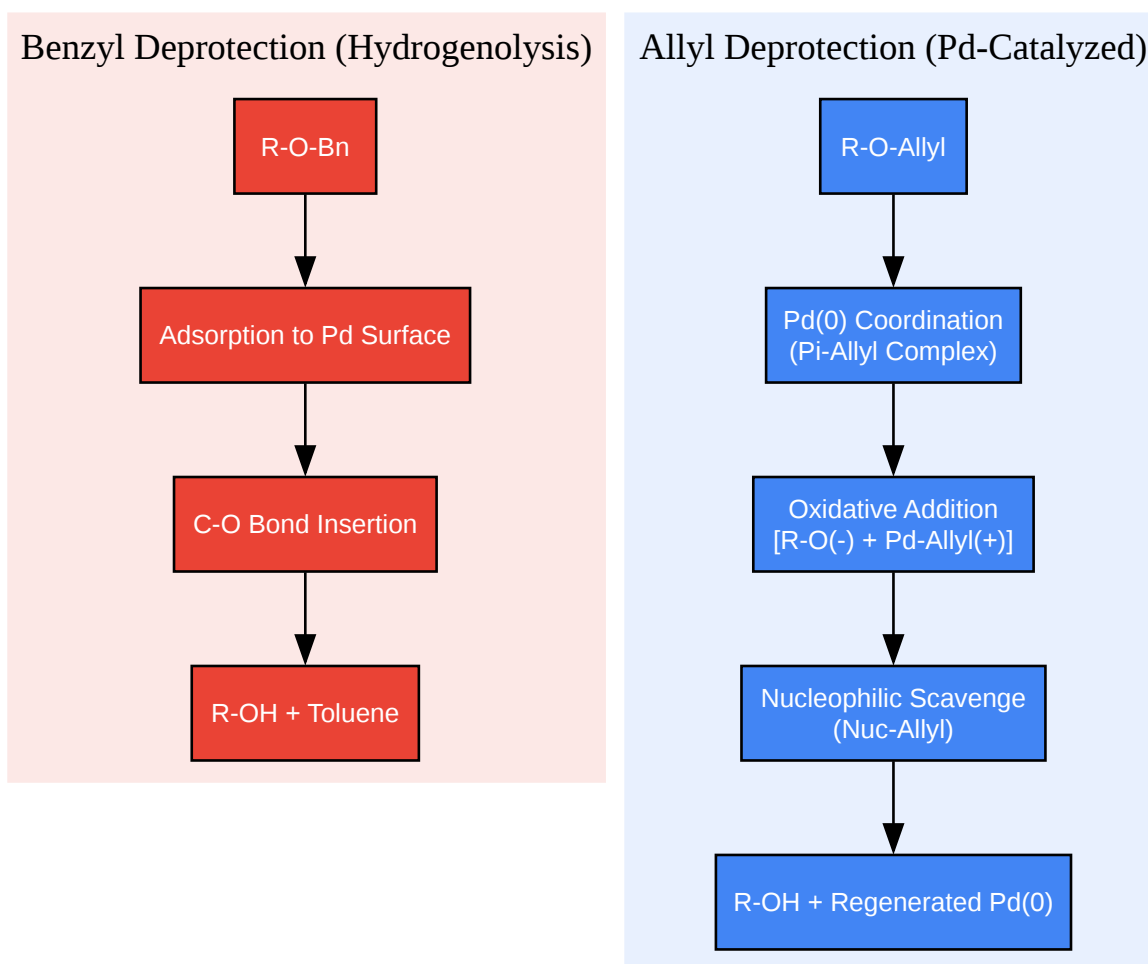 Benzyl Deprotection (Hydrogenolysis)
R-O-Bn
Adsorption to Pd Surface
C-O Bond Insertion
R-OH + Toluene
Allyl Deprotection (Pd-Catalyzed)
R-O-Allyl
Pd(0) Coordination
(Pi-Allyl Complex)
Oxidative Addition
[R-O(-) + Pd-Allyl(+)]
Nucleophilic Scavenge
(Nuc-Allyl)
R-OH + Regenerated Pd(0)